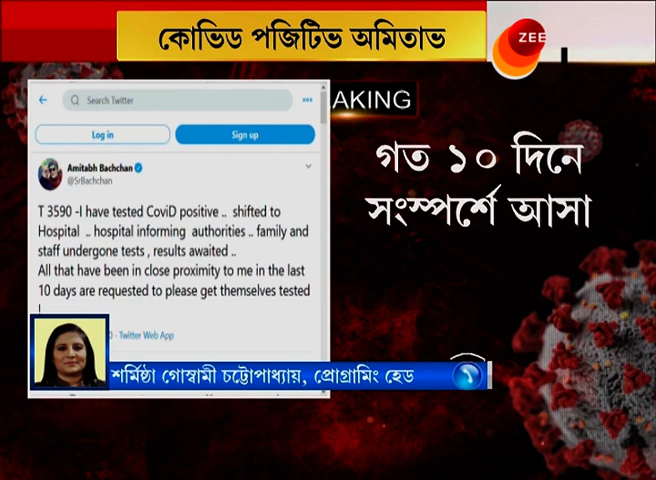 কোভিড পজিটিভ অমিতাভ
ZEE
AKING
Search Twitter
Log in
Sign up
Amitabh Bachchan
@SrBachchan
T 3590 -I have tested CoviD positive .. shifted to
Hospital .. hospital informing authorities .. family and
staff undergone tests , results awaited ..
All that have been in close proximity to me in the last
10 days are requested to please get themselves tested
!
· Twitter Web App
গত ১০ দিনে
সংস্পর্শে আসা
শর্মিষ্ঠা গোস্বামী চট্টোপাধ্যায়, প্রোগ্রামিং হেড